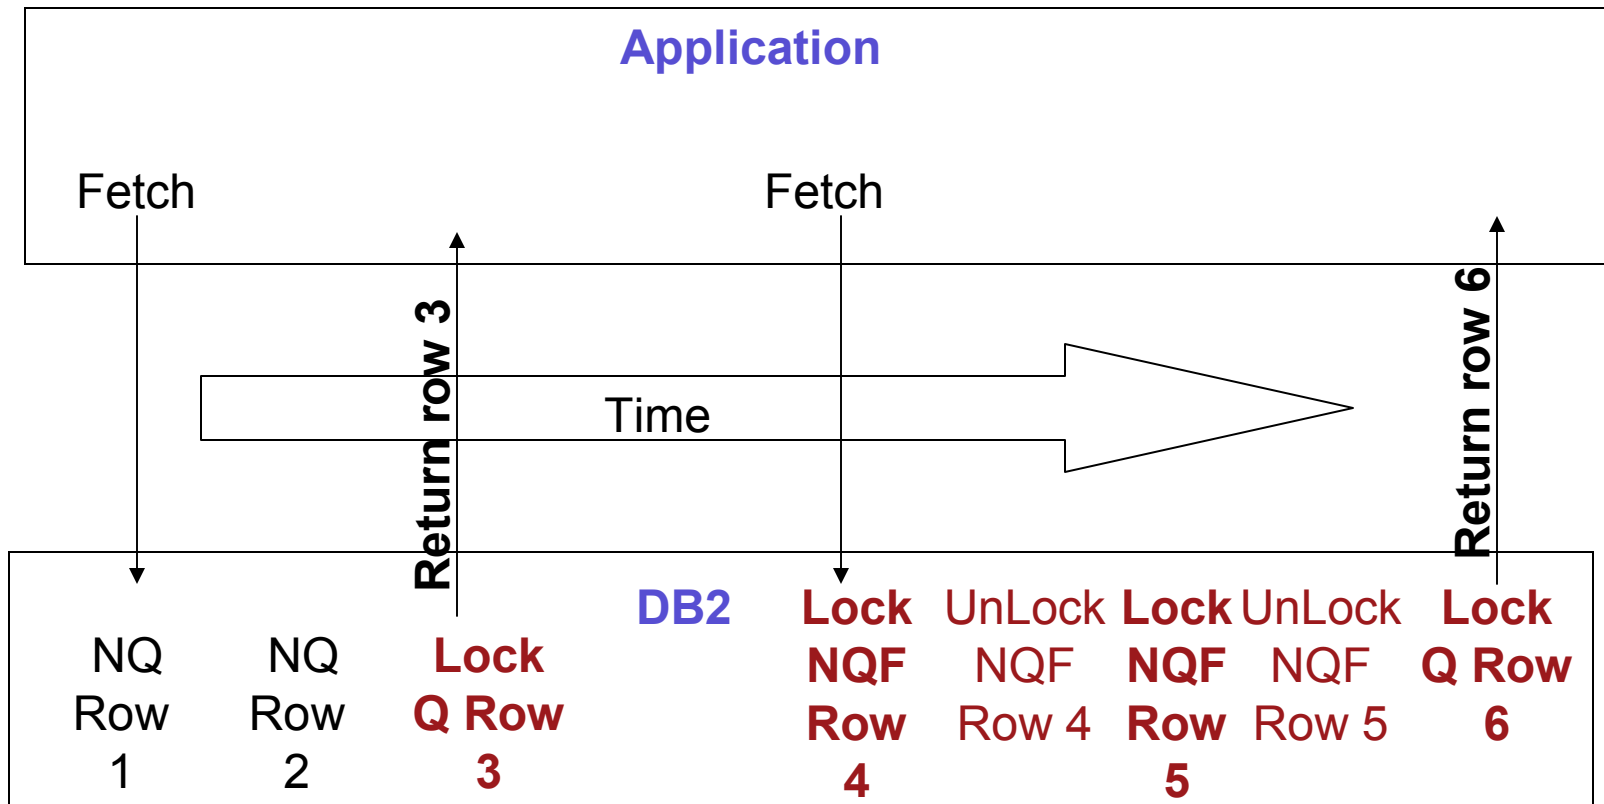 Application
Fetch
Fetch
Return row 3
Return row 6
Time
DB2
NQ
Row
1
NQ
Row
2
Lock
Q Row
3
Lock
NQF
Row
4
UnLock
NQF
Row 4
Lock
NQF
Row
5
UnLock
NQF
Row 5
Lock
Q Row
6